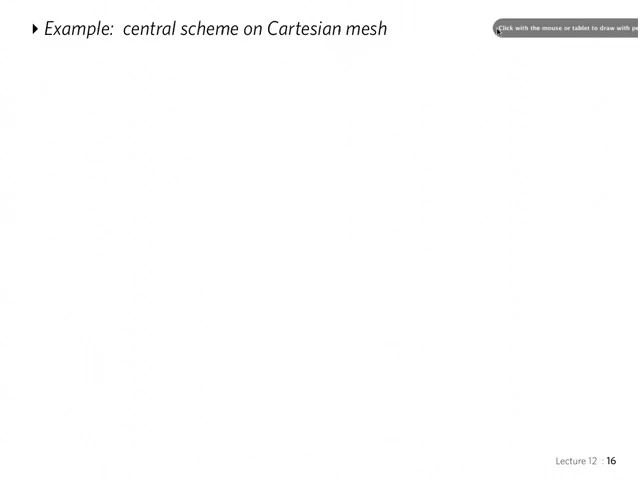 ▸ Example: central scheme on Cartesian mesh
Click with the mouse or tablet to draw with pe
Lecture 12 : 16